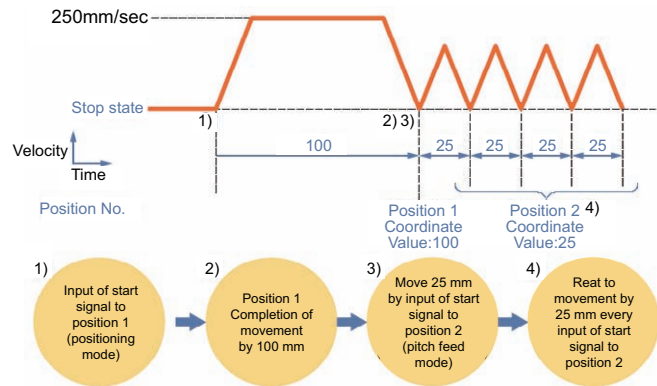 250mm/sec
Stop state
1)
2) 3)
Velocity
Time
100
25
25
25
25
Position No.
Position 1
Coordinate
Value:100
Position 2
Coordinate
Value:25
4)
1)
Input of start
signal to
position 1
(positioning
mode)
2)
Position 1
Completion of
movement
by 100 mm
3)
Move 25 mm
by input of start
signal to
position 2
(pitch feed
mode)
4)
Reat to
movement by
25 mm every
input of start
signal to
position 2